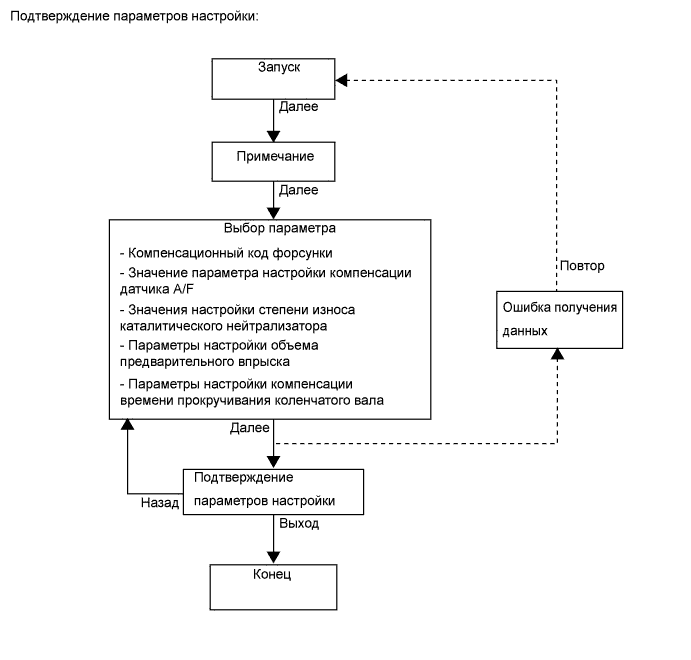 Подтверждение параметров настройки:
Запуск
Далее
Примечание
Далее
Выбор параметра
- Компенсационный код форсунки
- Значение параметра настройки компенсации
датчика A/F
- Значения настройки степени износа
каталитического нейтрализатора
- Параметры настройки объема
предварительного впрыска
- Параметры настройки компенсации
времени прокручивания коленчатого вала
Повтор
Ошибка получения
данных
Далее
Подтверждение
параметров настройки
Назад
Выход
Конец